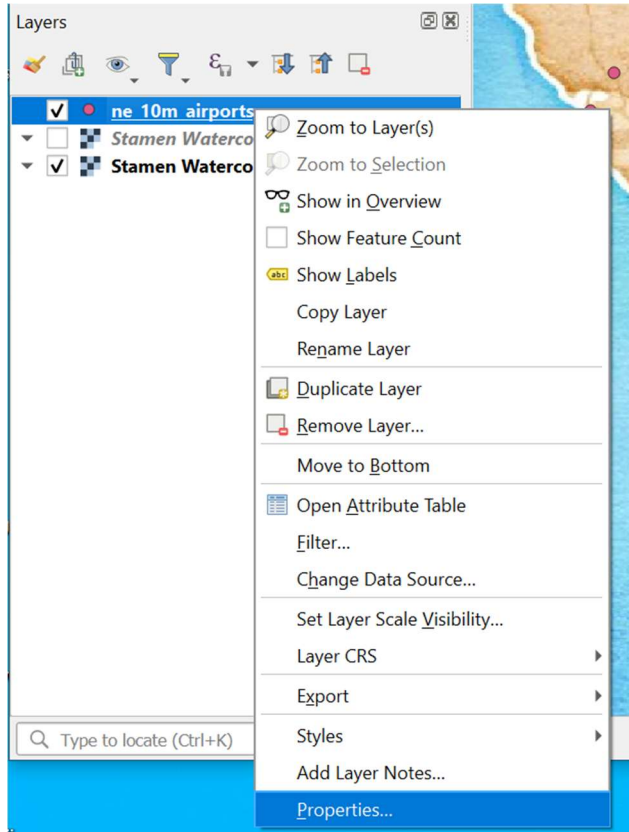 Layers
ne_10m_airports
Stamen Waterco
Stamen Waterco
Zoom to Layer(s)
Zoom to Selection
Show in Overview
Show Feature Count
abc Show Labels
Copy Layer
Rename Layer
Duplicate Layer
Remove Layer...
Move to Bottom
Open Attribute Table
Filter...
Change Data Source...
Set Layer Scale Visibility...
Layer CRS
Export
Styles
Add Layer Notes...
Properties...
Type to locate (Ctrl+K)